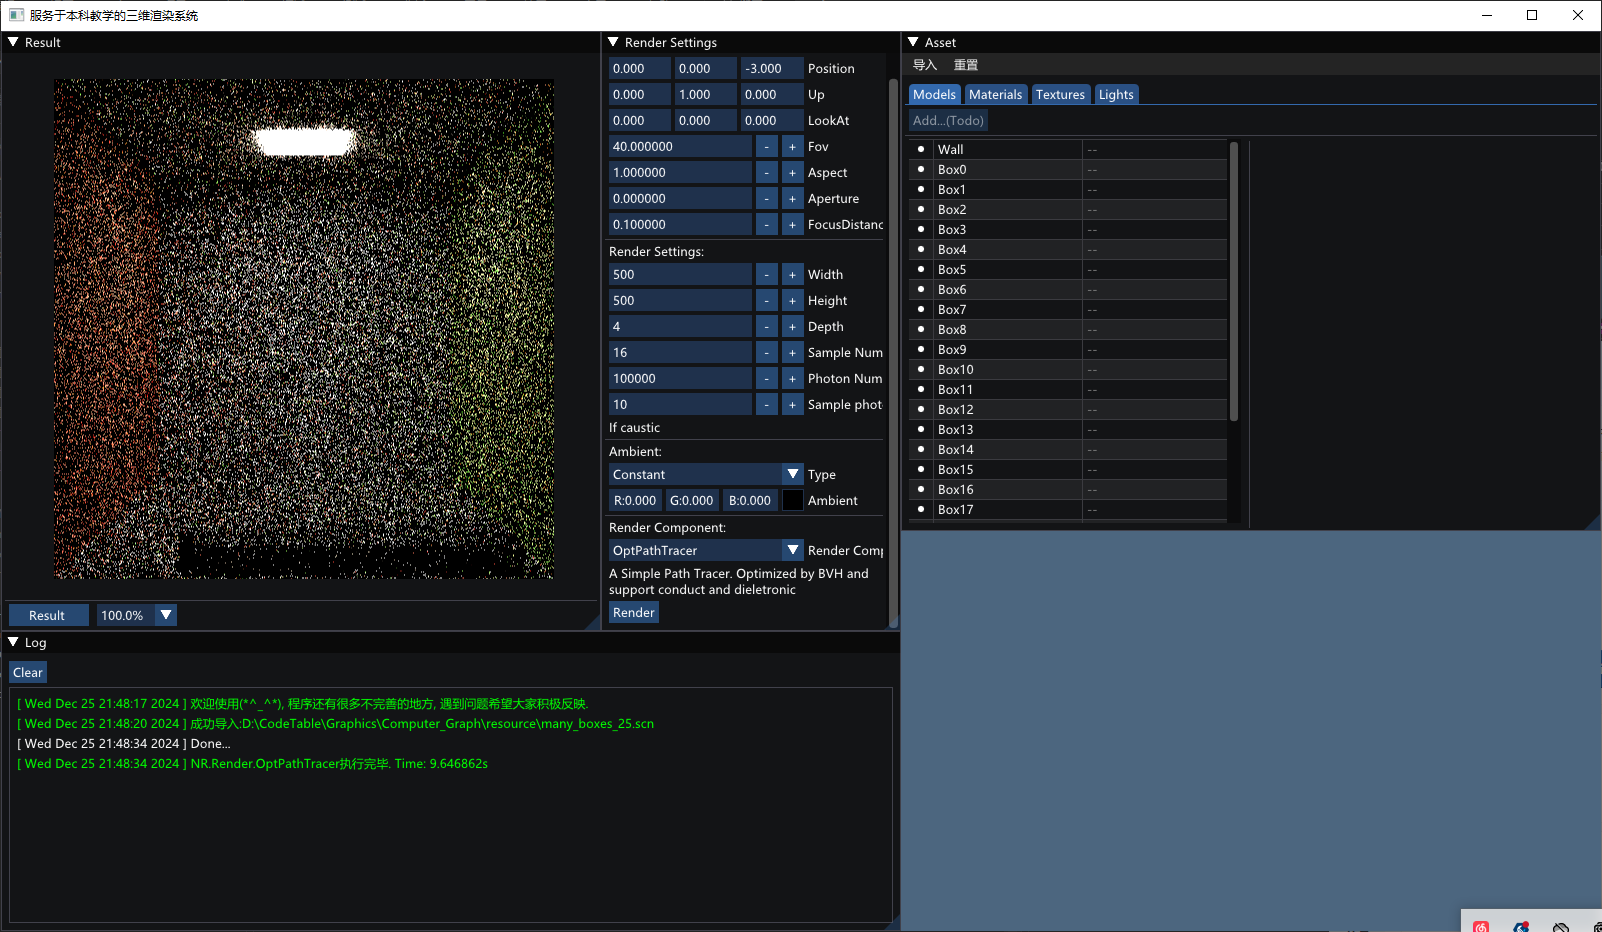 服务于本科教学的三维渲染系统
Result
Result
100.0%
Render Settings
0.000 0.000 -3.000 Position
0.000 1.000 0.000 Up
0.000 0.000 0.000 LookAt
40.000000 - + Fov
1.000000 - + Aspect
0.000000 - + Aperture
0.100000 - + FocusDistanc
Render Settings:
500 - + Width
500 - + Height
4 - + Depth
16 - + Sample Num
100000 - + Photon Num
10 - + Sample phot
If caustic
Ambient:
Constant Type
R:0.000 G:0.000 B:0.000 Ambient
Render Component:
OptPathTracer Render Comp
A Simple Path Tracer. Optimized by BVH and
support conduct and dieletronic
Render
Asset
导入 重置
Models Materials Textures Lights
Add...(Todo)
Wall --
Box0 --
Box1 --
Box2 --
Box3 --
Box4 --
Box5 --
Box6 --
Box7 --
Box8 --
Box9 --
Box10 --
Box11 --
Box12 --
Box13 --
Box14 --
Box15 --
Box16 --
Box17 --
Log
Clear
[ Wed Dec 25 21:48:17 2024 ] 欢迎使用(*^_^*), 程序还有很多不完善的地方, 遇到问题希望大家积极反映.
[ Wed Dec 25 21:48:20 2024 ] 成功导入:D:\CodeTable\Graphics\Computer_Graph\resource\many_boxes_25.scn
[ Wed Dec 25 21:48:34 2024 ] Done...
[ Wed Dec 25 21:48:34 2024 ] NR.Render.OptPathTracer执行完毕. Time: 9.646862s